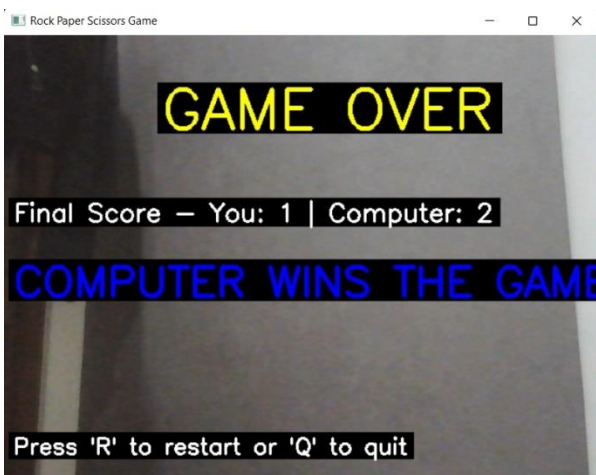 Rock Paper Scissors Game
GAME OVER
Final Score - You: 1 | Computer: 2
COMPUTER WINS THE GAME
Press 'R' to restart or 'Q' to quit